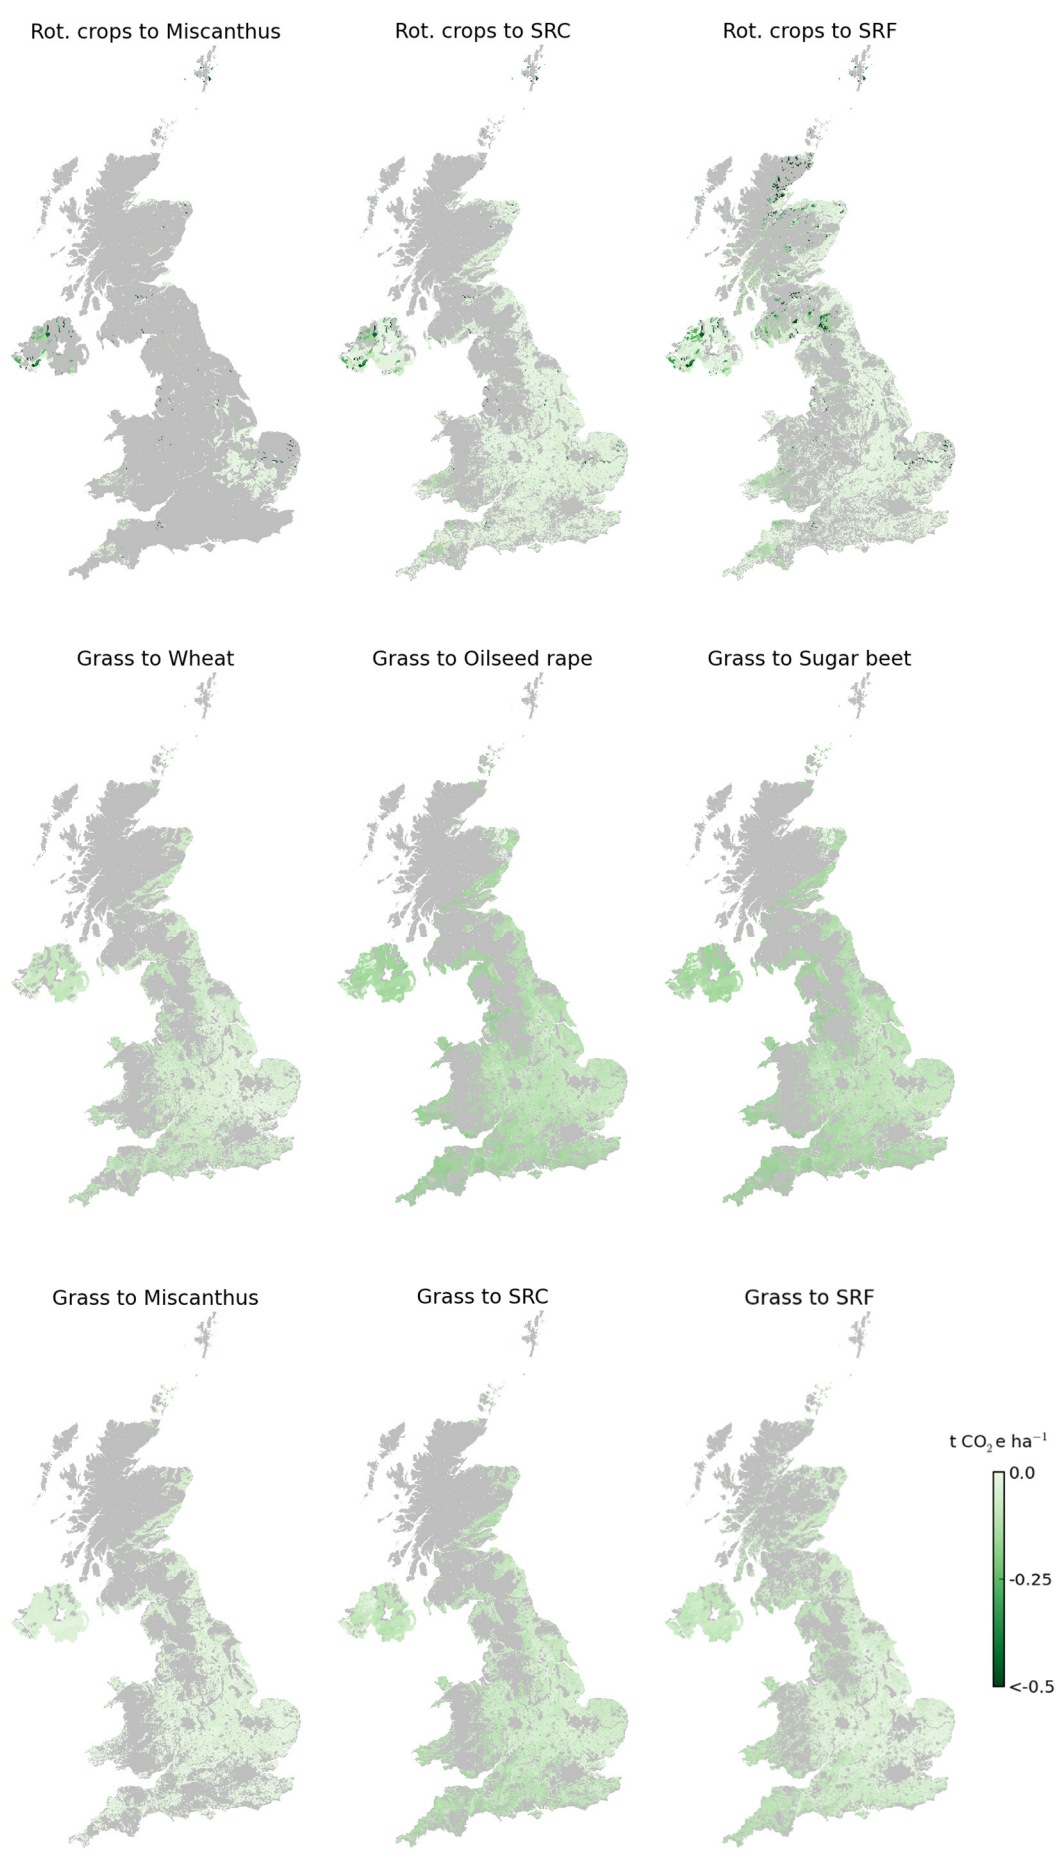 Rot. crops to Miscanthus
Rot. crops to SRC
Rot. crops to SRF
Grass to Wheat
Grass to Oilseed rape
Grass to Sugar beet
Grass to Miscanthus
Grass to SRC
Grass to SRF
t CO₂e ha⁻¹
0.0
-0.25
<-0.5